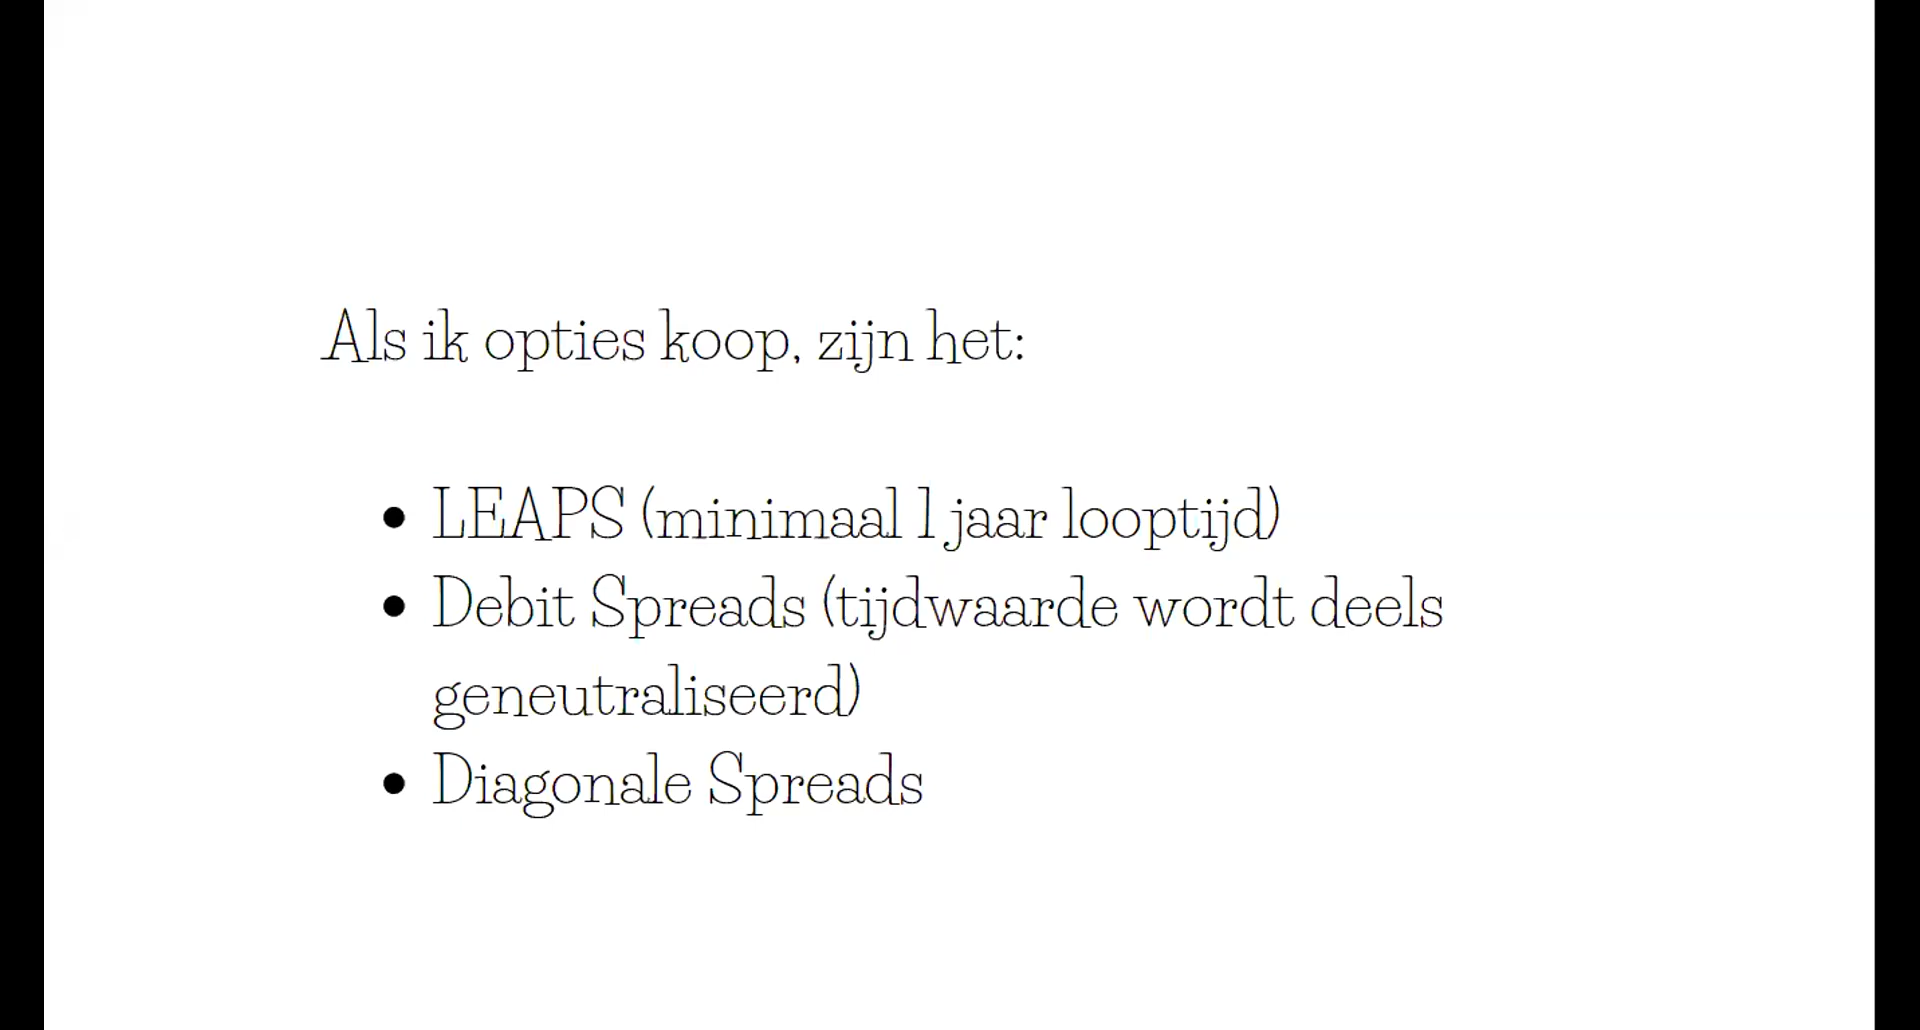 Als ik opties koop, zijn het:
• LEAPS (minimaal 1 jaar looptijd)
• Debit Spreads (tijdwaarde wordt deels
geneutraliseerd)
• Diagonale Spreads